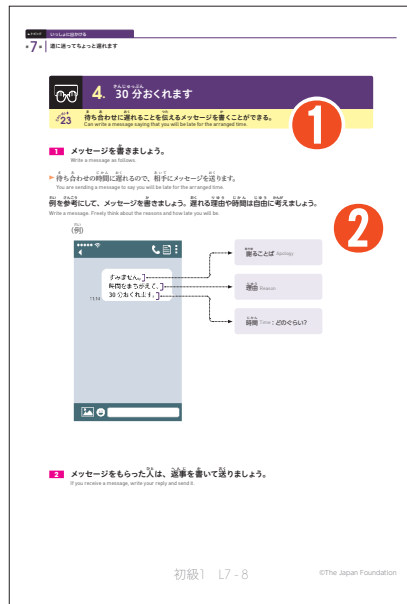 いっしょに出かける
第7課 道に迷ってちょっと遅れます
4. 30分おくれます
23 待ち合わせに遅れることを伝えるメッセージを書くことができる。
Can write a message saying that you will be late for the arranged time.
1
1 メッセージを書きましょう。
Write a message as follows.
▶ 待ち合わせの時間に遅れるので、相手にメッセージを送ります。
You are sending a message to say you will be late for the arranged time.
例を参考にして、メッセージを書きましょう。遅れる理由や時間は自由に考えましょう。
Write a message. Freely think about the reasons and how late you will be.
2
(例)
すみません。
時間をまちがえて、
30分おくれます。
謝ることば Apology
理由 Reason
時間 Time : どのぐらい?
2 メッセージをもらった人は、返事を書いて送りましょう。
If you receive a message, write your reply and send it.
初級1 L7 - 8
©The Japan Foundation